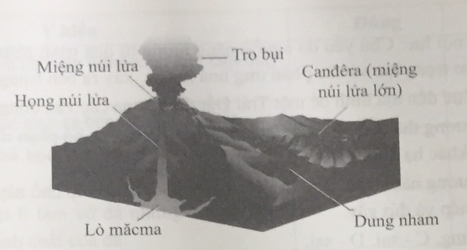 Tro bụi
Miệng núi lửa
Canđêra (miệng
núi lửa lớn)
Họng núi lửa
Lò măcma
Dung nham